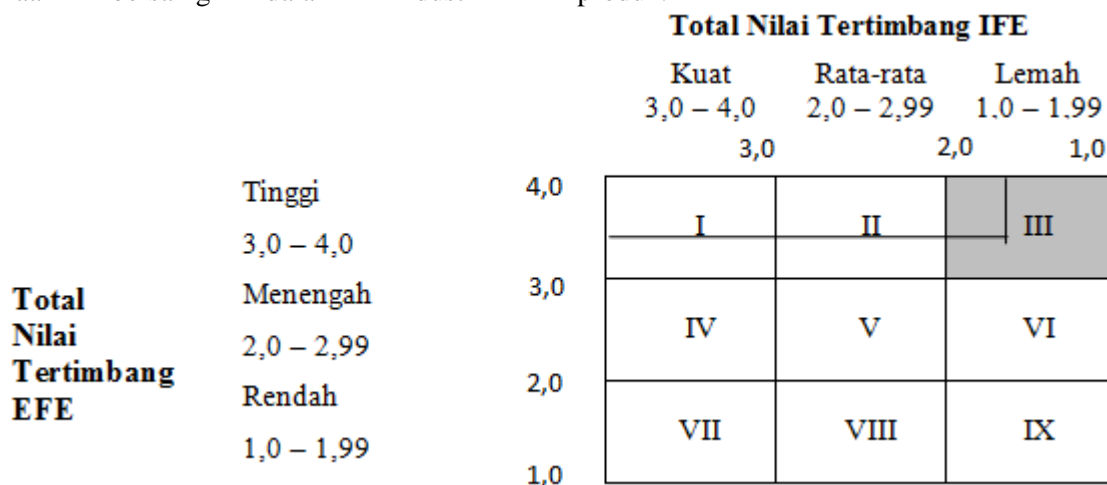 Total Nilai Tertimbang IFE
Kuat Rata-rata Lemah
3,0 – 4,0 2,0 – 2,99 1,0 – 1,99
3,0 2,0 1,0
Tinggi 4,0
I II III
3,0 – 4,0
Total Menengah 3,0
Nilai IV V VI
2,0 – 2,99
Tertimbang 2,0
EFE Rendah
VII VIII IX
1,0 – 1,99
1,0